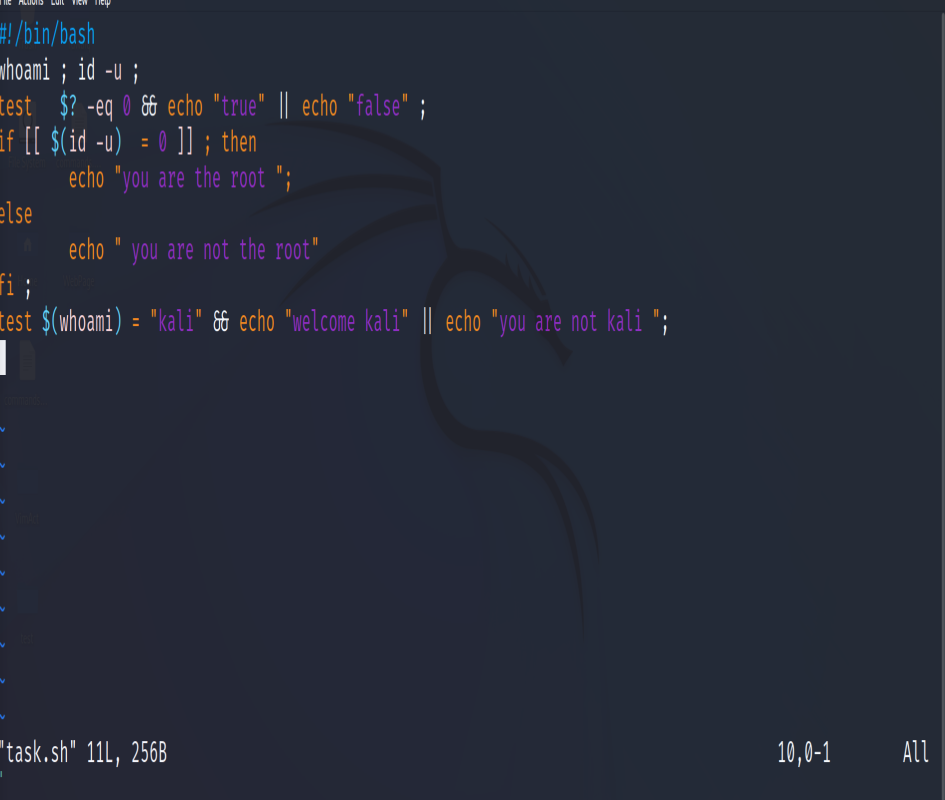 File Actions Edit View Help
#!/bin/bash
whoami ; id -u ;
test   $? -eq 0 && echo "true" || echo "false" ;
if [[ $(id -u)  = 0 ]] ; then
        echo "you are the root ";
else
        echo " you are not the root"
fi ;
test $(whoami) = "kali" && echo "welcome kali" || echo "you are not kali ";
~
~
~
~
~
~
~
~
~
"task.sh" 11L, 256B 10,0-1 All